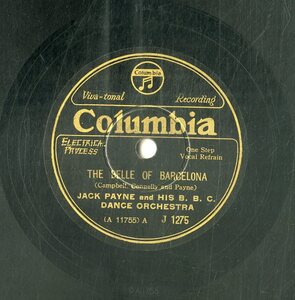 Columbia
Viva-tonal Recording
Columbia
ELECTRICAL PROCESS
One Step
Vocal Refrain
THE BELLE OF BARCELONA
(Campbell, Connelly and Payne)
JACK PAYNE and HIS B. B. C.
DANCE ORCHESTRA
(A 11755) A J 1275